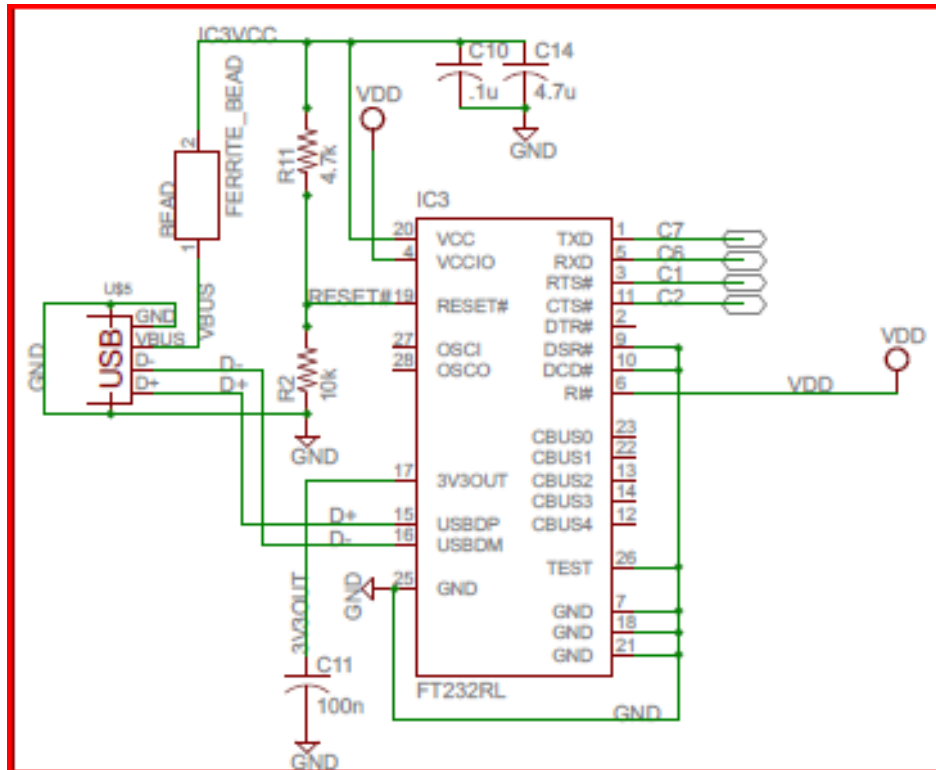 IC3VCC
C10
C14
.1u
4.7u
VDD
GND
FERRITE_BEAD
BEAD
2
1
R11
4.7k
IC3
20
VCC
TXD
1
C7
4
VCCIO
RXD
5
C6
RTS#
3
C1
RESET#
19
RESET#
CTS#
11
C2
DTR#
2
27
OSCI
DSR#
9
28
OSCO
DCD#
10
RI#
6
VDD
VDD
U$5
GND
VBUS
D-
D+
USB
GND
VBUS
D-
D+
R2
10k
GND
CBUS0
23
CBUS1
22
17
3V3OUT
CBUS2
13
CBUS3
14
D+
15
USBDP
CBUS4
12
D-
16
USBDM
TEST
26
GND
25
GND
GND
7
GND
18
GND
21
3V3OUT
C11
100n
GND
FT232RL
GND